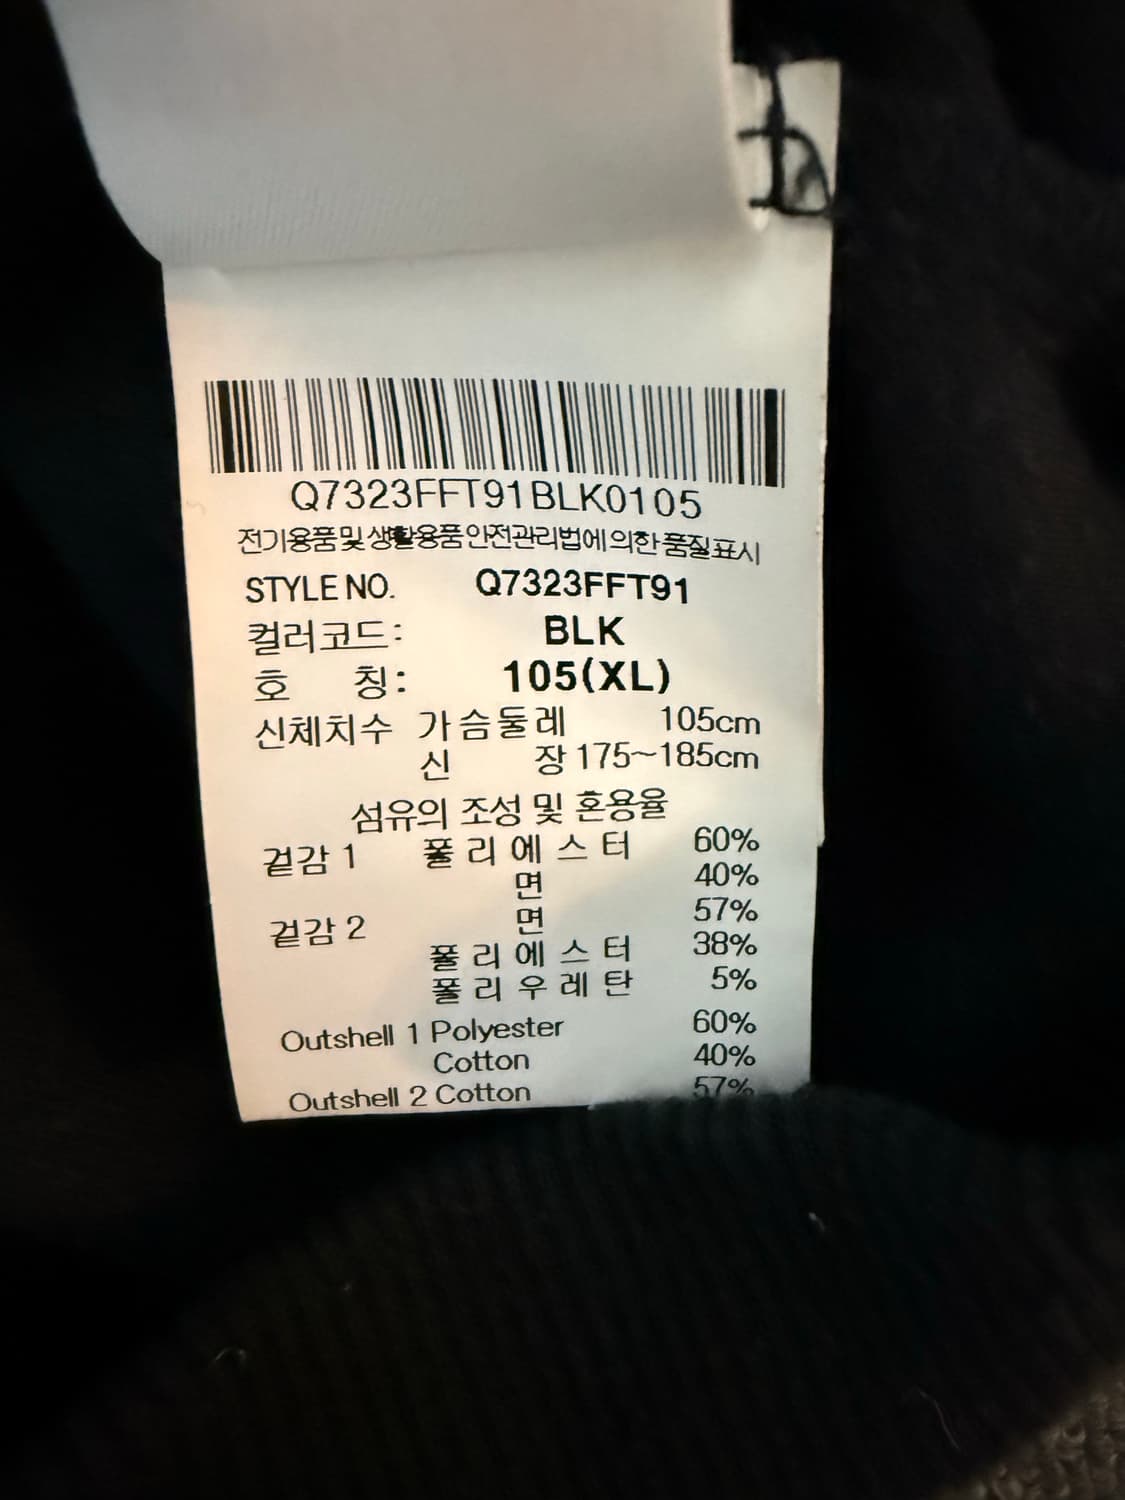 Q7323FFT91BLK0105
전기용품및 생활용품안전관리법에의한품질표시
STYLE NO. Q7323FFT91
컬러코드: BLK
호 칭: 105(XL)
신체치수 가슴둘레 105cm
신 장 175~185cm
섬유의 조성 및 혼용율
겉감 1 폴리에스터 60%
면 40%
겉감 2 면 57%
폴리에스터 38%
폴리우레탄 5%
Outshell 1 Polyester 60%
Cotton 40%
Outshell 2 Cotton 57%